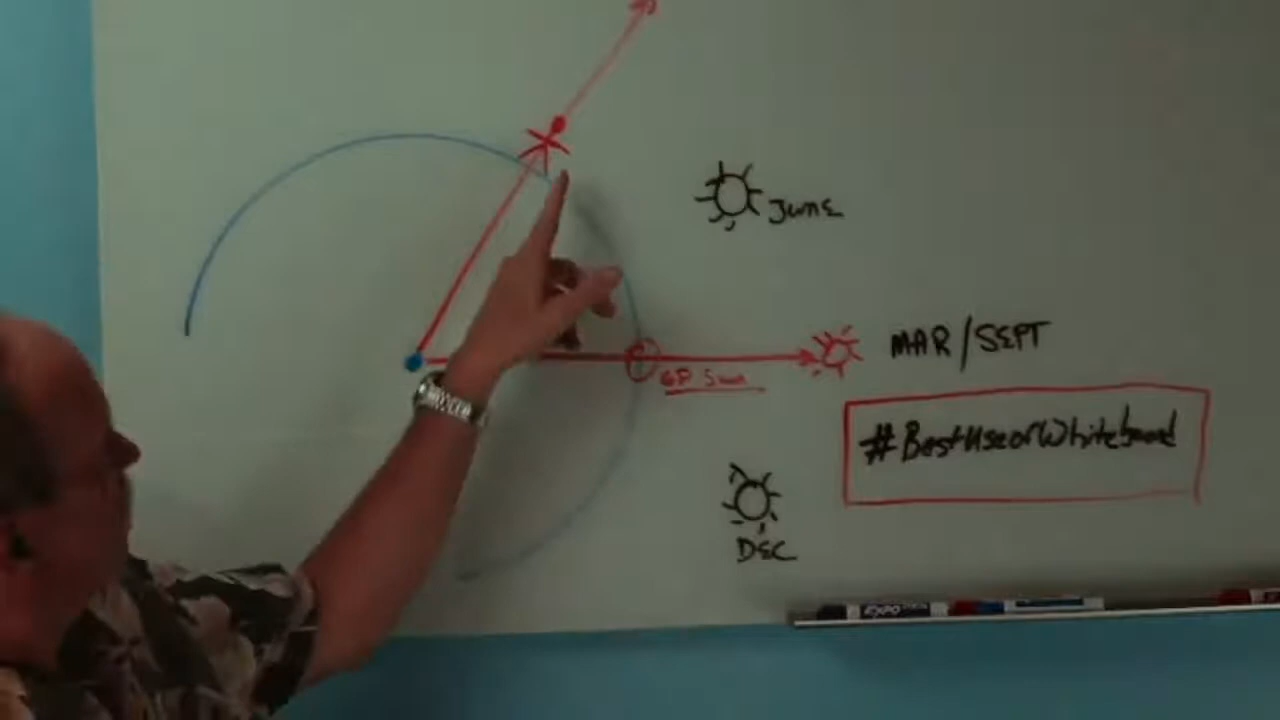 JUNE
MAR/SEPT
GP Sun
#BestUseofWhiteboard
DEC
EXPO